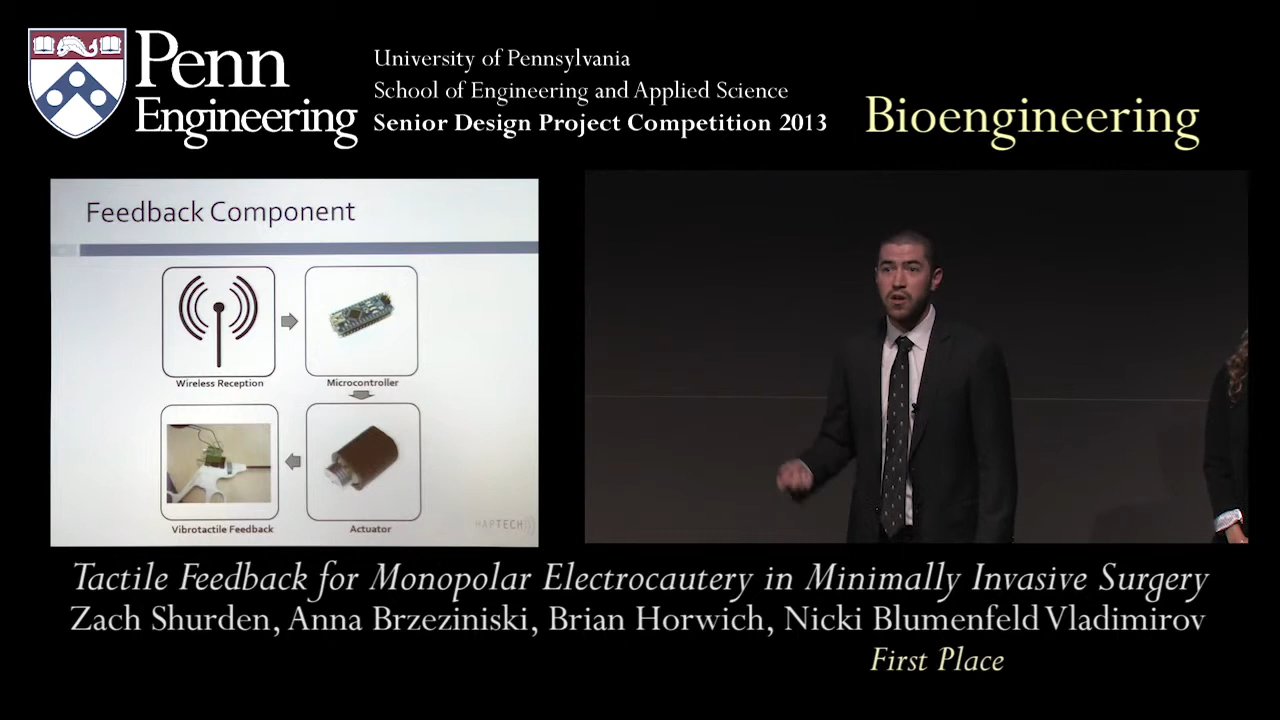 Penn
Engineering
University of Pennsylvania
School of Engineering and Applied Science
Senior Design Project Competition 2013
Bioengineering
Feedback Component
Wireless Reception
Microcontroller
Vibrotactile Feedback
Actuator
HAPTECH
Tactile Feedback for Monopolar Electrocautery in Minimally Invasive Surgery
Zach Shurden, Anna Brzeziniski, Brian Horwich, Nicki Blumenfeld Vladimirov
First Place